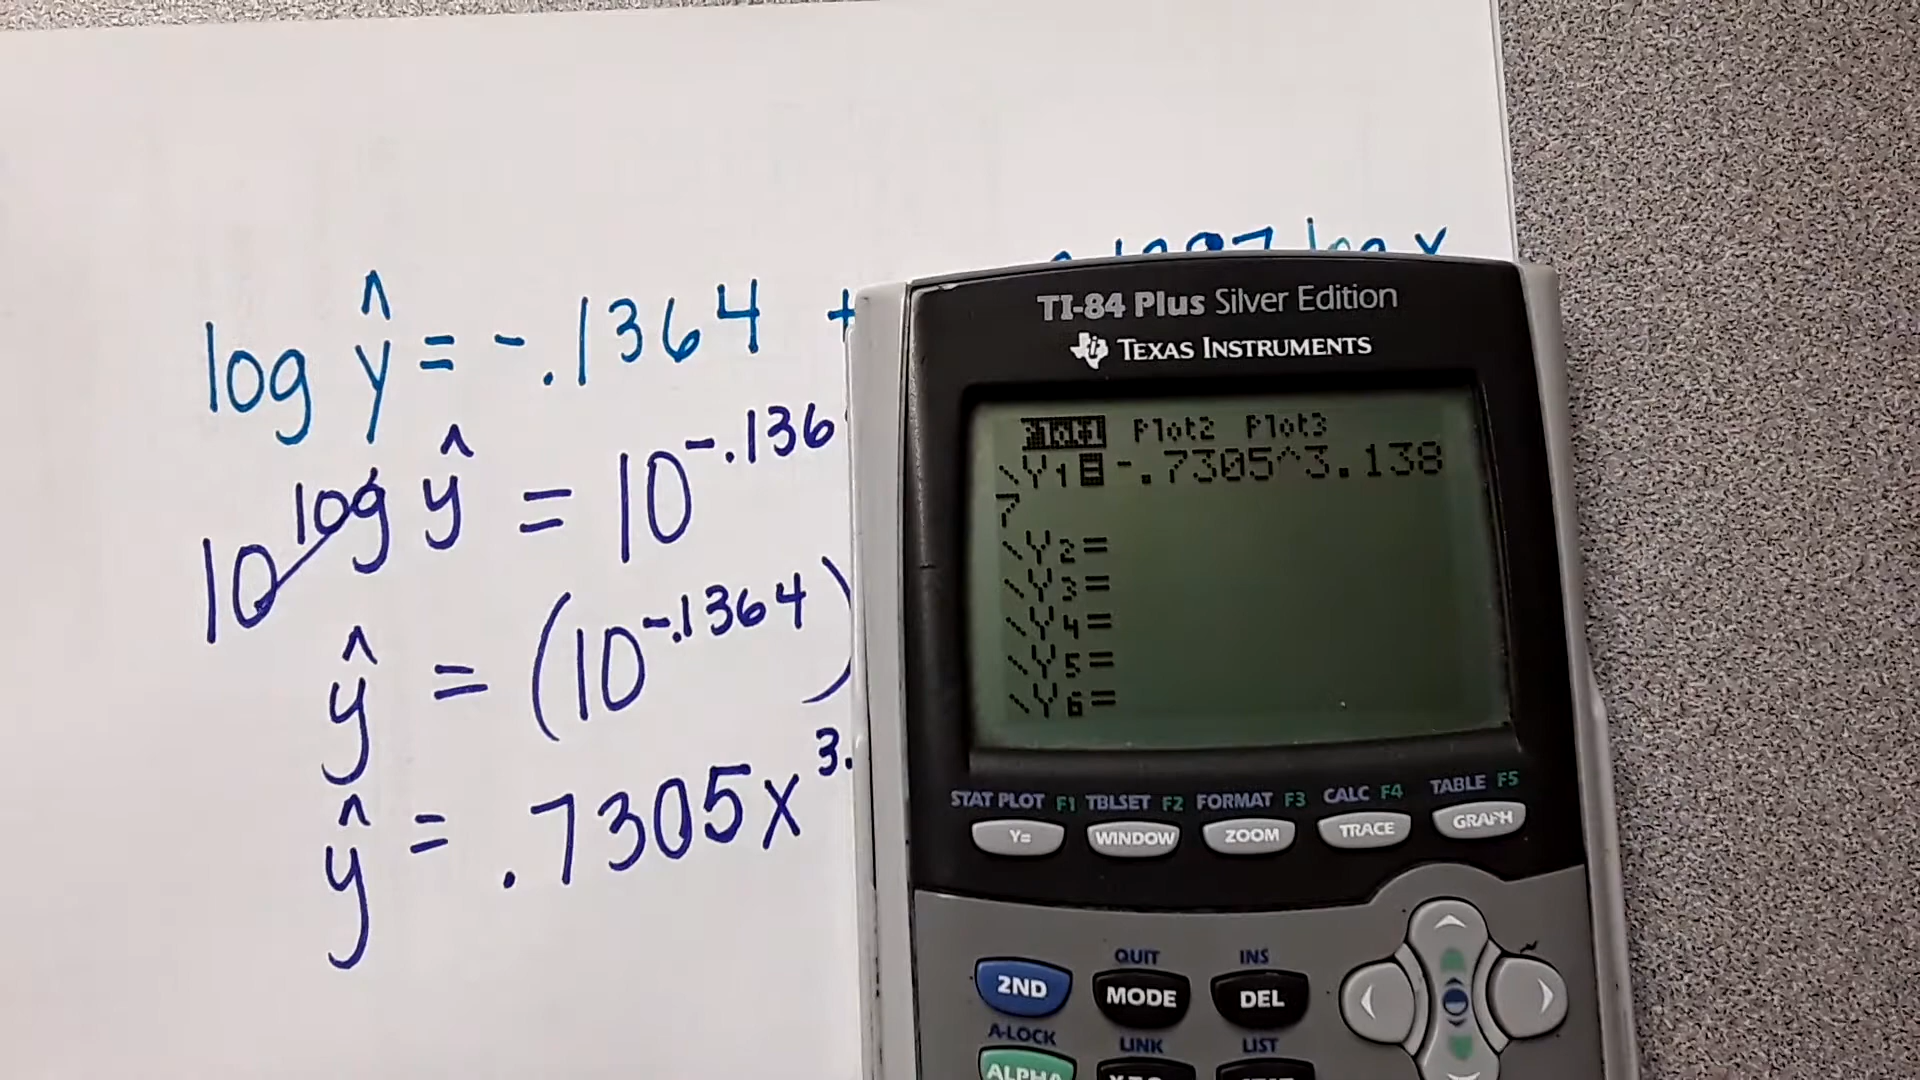 log x
log ŷ = -.1364 +
10^log ŷ = 10^-.136
ŷ = (10^-.1364)
ŷ = .7305x^3.
TI-84 Plus Silver Edition
TEXAS INSTRUMENTS
Plot1 Plot2 Plot3
\Y1=-.7305^3.138
7
\Y2=
\Y3=
\Y4=
\Y5=
\Y6=
STAT PLOT F1 TBLSET F2 FORMAT F3 CALC F4 TABLE F5
Y= WINDOW ZOOM TRACE GRAPH
QUIT INS
2ND MODE DEL
A-LOCK LINK LIST
ALPHA